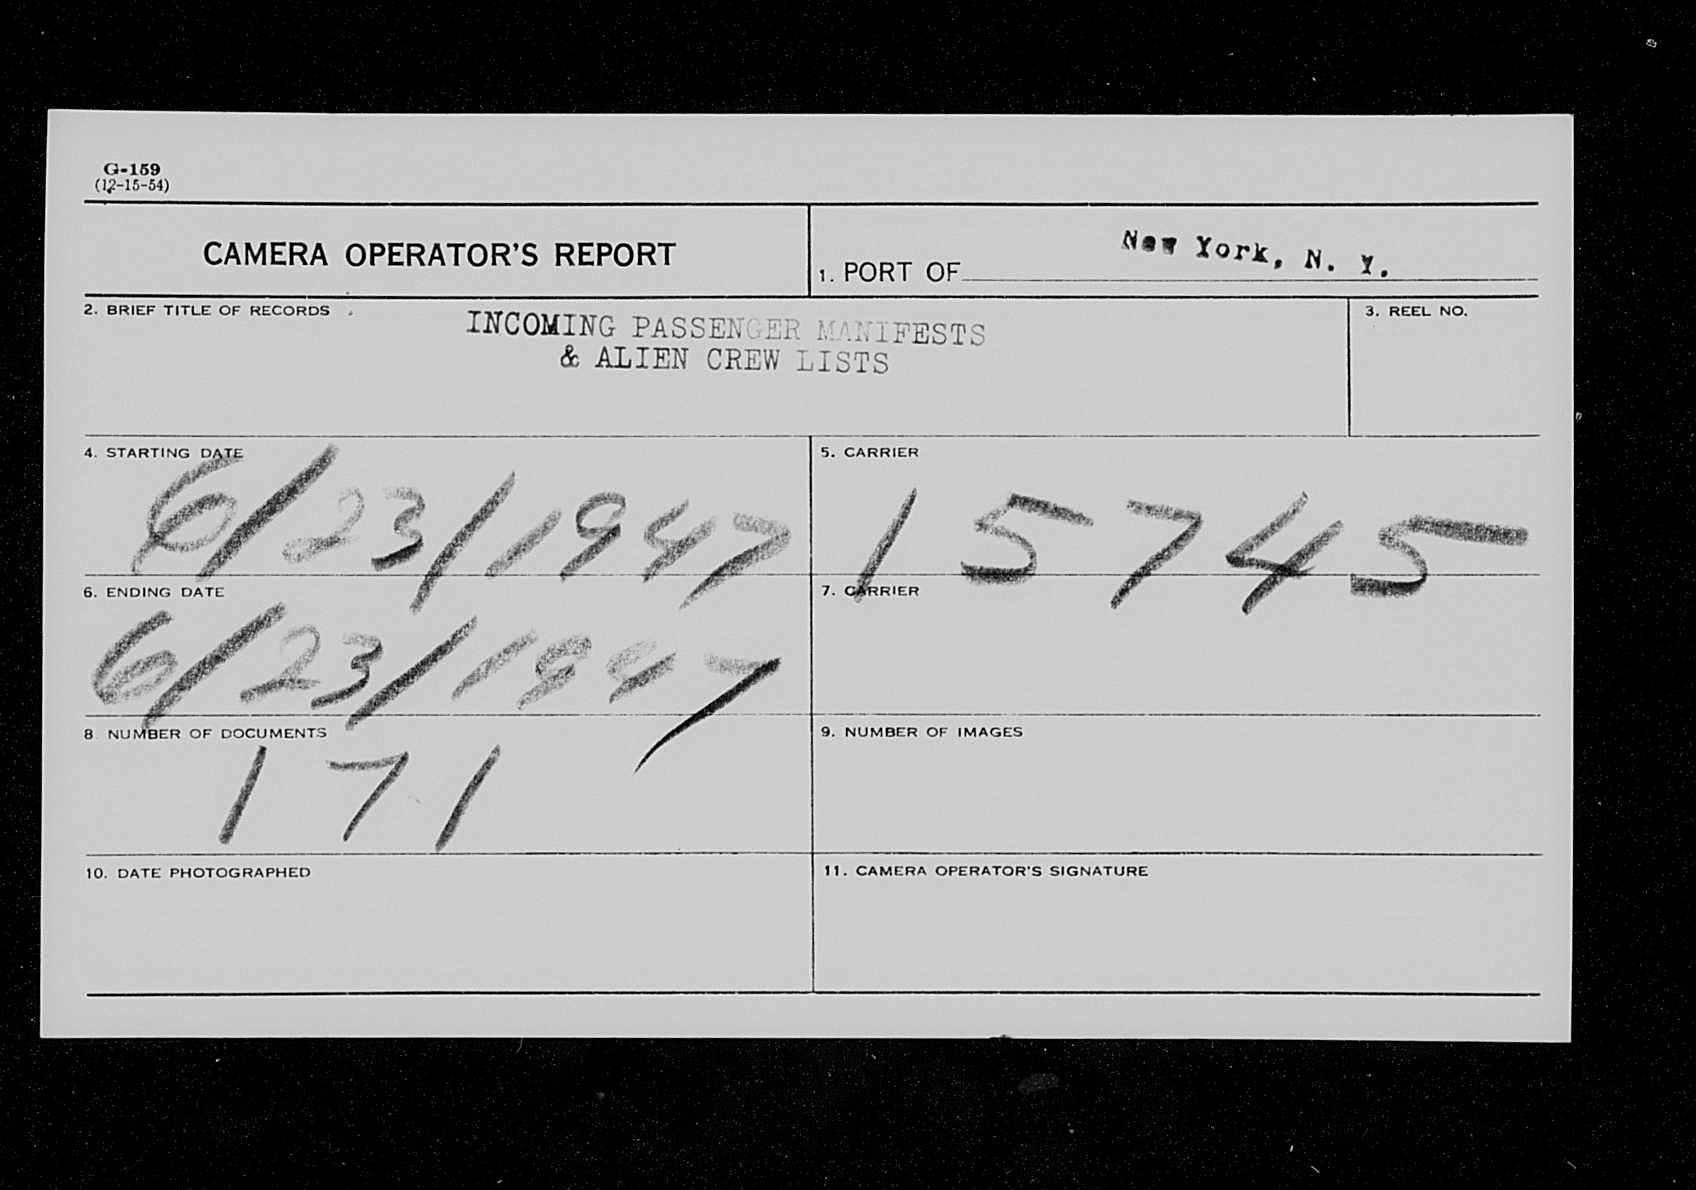 G-159
(12-15-54)
CAMERA OPERATOR'S REPORT
1. PORT OF New York, N. Y.
2. BRIEF TITLE OF RECORDS
INCOMING PASSENGER MANIFESTS
& ALIEN CREW LISTS
3. REEL NO.
4. STARTING DATE
6/23/1947
5. CARRIER
15745
6. ENDING DATE
6/23/1947
7. CARRIER
8 NUMBER OF DOCUMENTS
171
9. NUMBER OF IMAGES
10. DATE PHOTOGRAPHED
11. CAMERA OPERATOR'S SIGNATURE